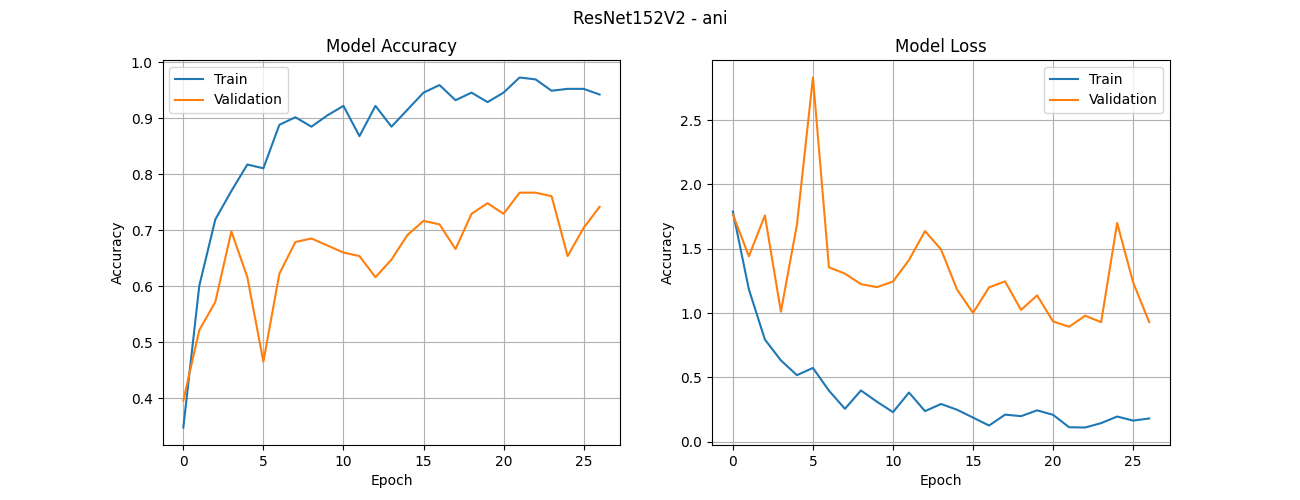 ResNet152V2 - ani
Model Accuracy
Train
Validation
1.0
0.9
0.8
0.7
0.6
0.5
0.4
Accuracy
0 5 10 15 20 25
Epoch
Model Loss
Train
Validation
2.5
2.0
1.5
1.0
0.5
0.0
Accuracy
0 5 10 15 20 25
Epoch